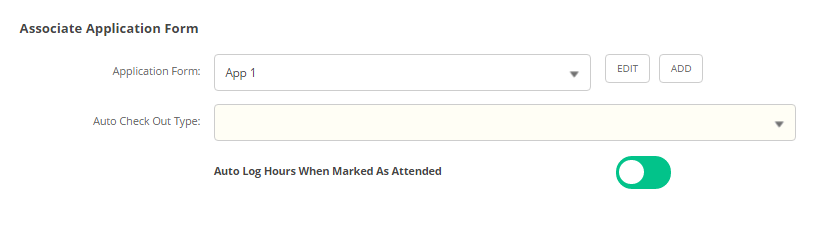 Associate Application Form
Application Form: App 1 EDIT ADD
Auto Check Out Type:
Auto Log Hours When Marked As Attended